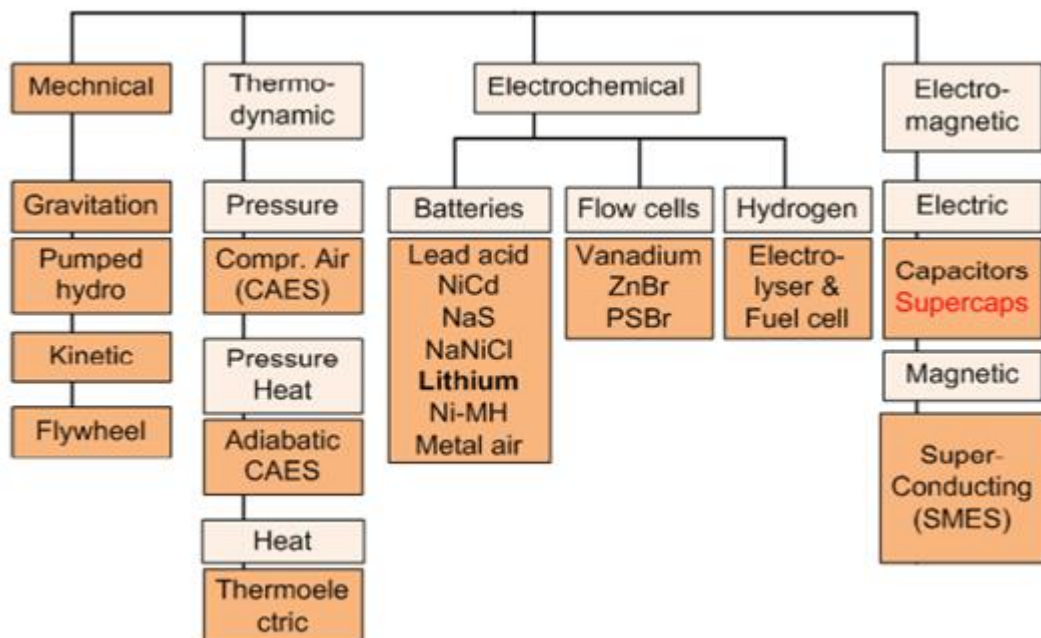 Mechnical
Gravitation
Pumped
hydro
Kinetic
Flywheel
Thermo-
dynamic
Pressure
Compr. Air
(CAES)
Pressure
Heat
Adiabatic
CAES
Heat
Thermoele
ctric
Electrochemical
Batteries
Lead acid
NiCd
NaS
NaNiCl
Lithium
Ni-MH
Metal air
Flow cells
Vanadium
ZnBr
PSBr
Hydrogen
Electro-
lyser &
Fuel cell
Electro-
magnetic
Electric
Capacitors
Supercaps
Magnetic
Super-
Conducting
(SMES)